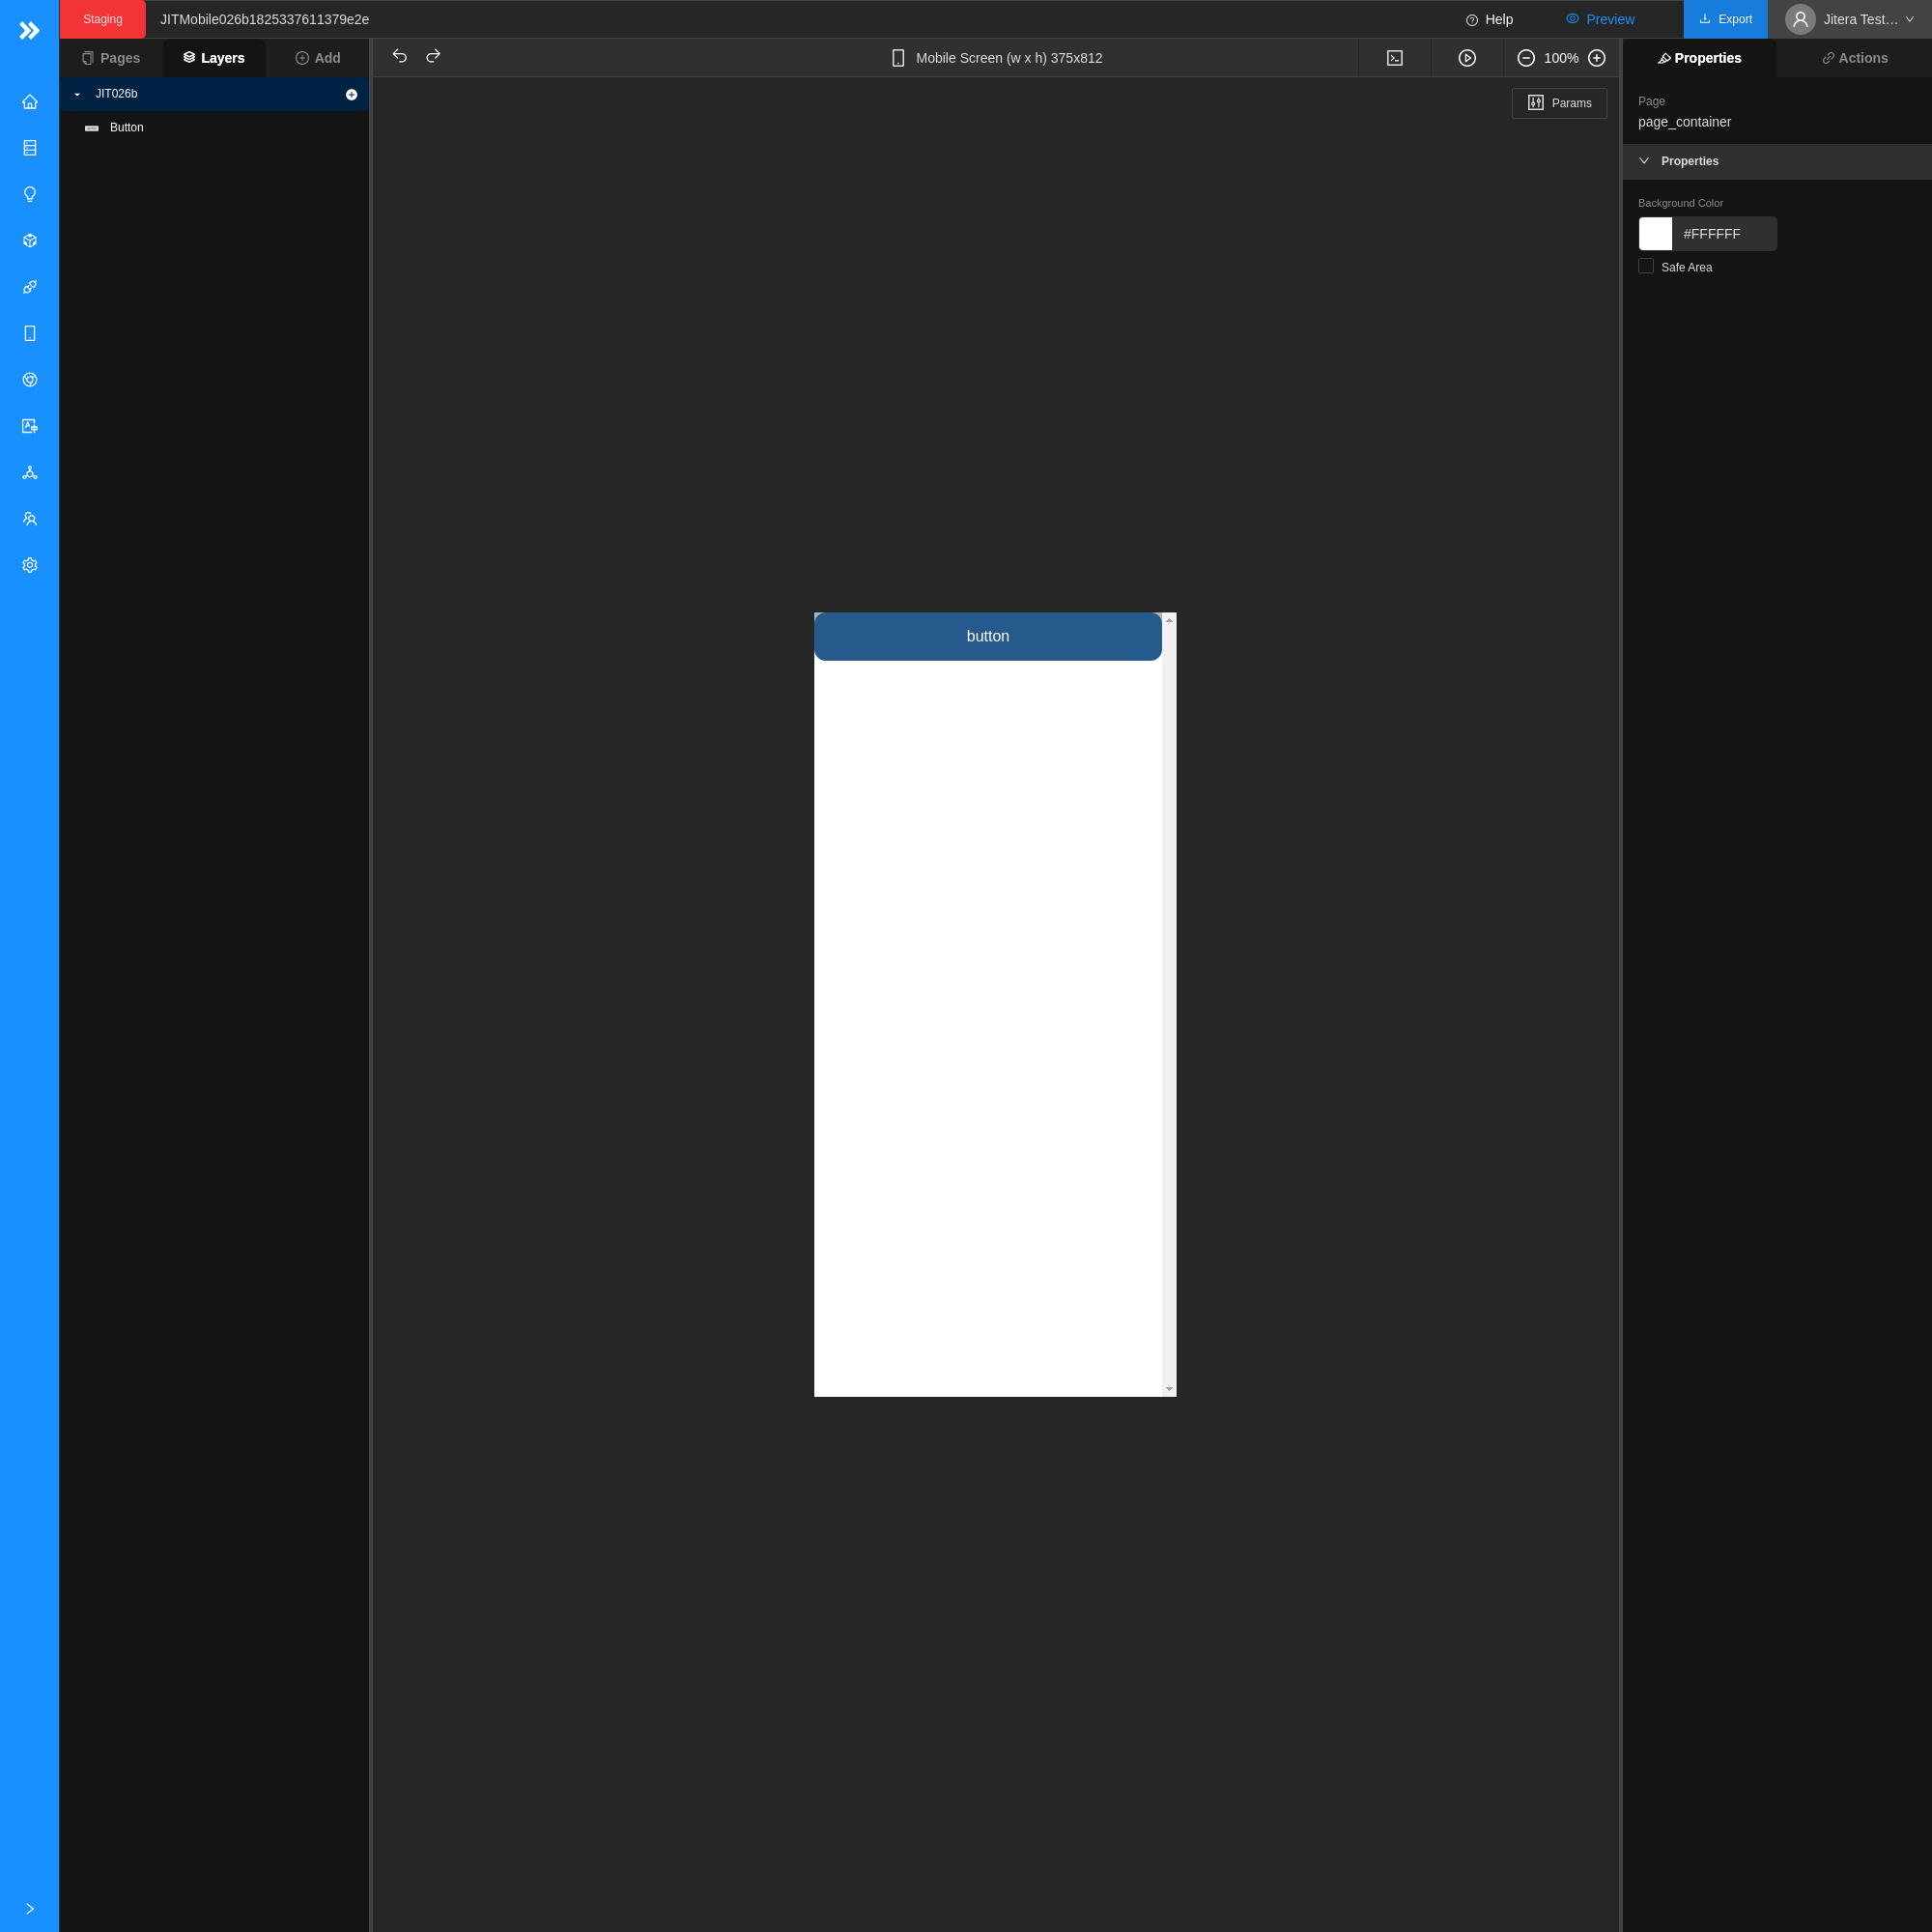 Staging
JITMobile026b1825337611379e2e
Help
Preview
Export
Jitera Test...
Pages
Layers
Add
Mobile Screen (w x h) 375x812
100%
Properties
Actions
JIT026b
Button
Params
Page
page_container
Properties
Background Color
#FFFFFF
Safe Area
button